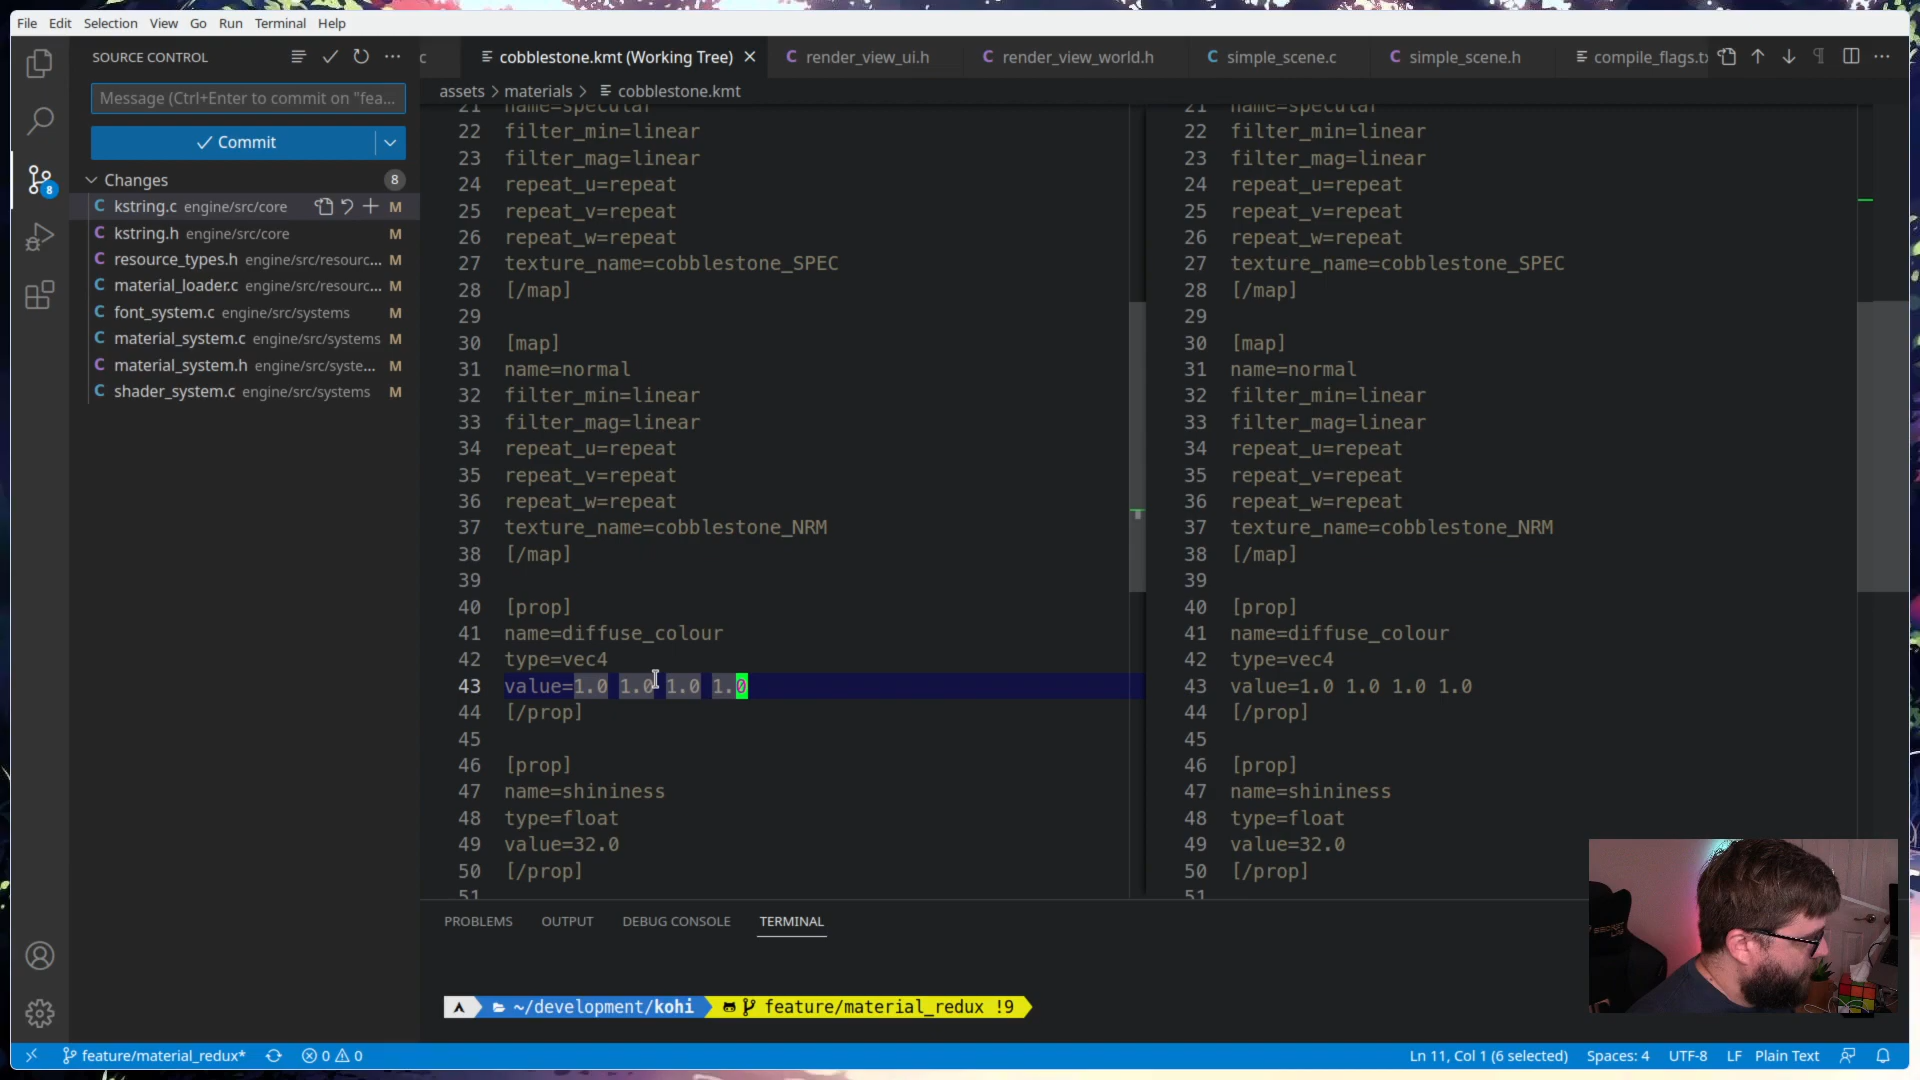 File Edit Selection View Go Run Terminal Help
SOURCE CONTROL
c
cobblestone.kmt (Working Tree)
render_view_ui.h
render_view_world.h
simple_scene.c
simple_scene.h
compile_flags.tx
Message (Ctrl+Enter to commit on "fea...
assets > materials > cobblestone.kmt
Commit
Changes 8
C kstring.c engine/src/core M
C kstring.h engine/src/core M
C resource_types.h engine/src/resourc... M
C material_loader.c engine/src/resourc... M
C font_system.c engine/src/systems M
C material_system.c engine/src/systems M
C material_system.h engine/src/syste... M
C shader_system.c engine/src/systems M
8
21 name=specular
22 filter_min=linear
23 filter_mag=linear
24 repeat_u=repeat
25 repeat_v=repeat
26 repeat_w=repeat
27 texture_name=cobblestone_SPEC
28 [/map]
29
30 [map]
31 name=normal
32 filter_min=linear
33 filter_mag=linear
34 repeat_u=repeat
35 repeat_v=repeat
36 repeat_w=repeat
37 texture_name=cobblestone_NRM
38 [/map]
39
40 [prop]
41 name=diffuse_colour
42 type=vec4
43 value=1.0 1.0 1.0 1.0
44 [/prop]
45
46 [prop]
47 name=shininess
48 type=float
49 value=32.0
50 [/prop]
51
21 name=specular
22 filter_min=linear
23 filter_mag=linear
24 repeat_u=repeat
25 repeat_v=repeat
26 repeat_w=repeat
27 texture_name=cobblestone_SPEC
28 [/map]
29
30 [map]
31 name=normal
32 filter_min=linear
33 filter_mag=linear
34 repeat_u=repeat
35 repeat_v=repeat
36 repeat_w=repeat
37 texture_name=cobblestone_NRM
38 [/map]
39
40 [prop]
41 name=diffuse_colour
42 type=vec4
43 value=1.0 1.0 1.0 1.0
44 [/prop]
45
46 [prop]
47 name=shininess
48 type=float
49 value=32.0
50 [/prop]
51
PROBLEMS OUTPUT DEBUG CONSOLE TERMINAL
~/development/kohi feature/material_redux !9
feature/material_redux* 0 0 Ln 11, Col 1 (6 selected) Spaces: 4 UTF-8 LF Plain Text